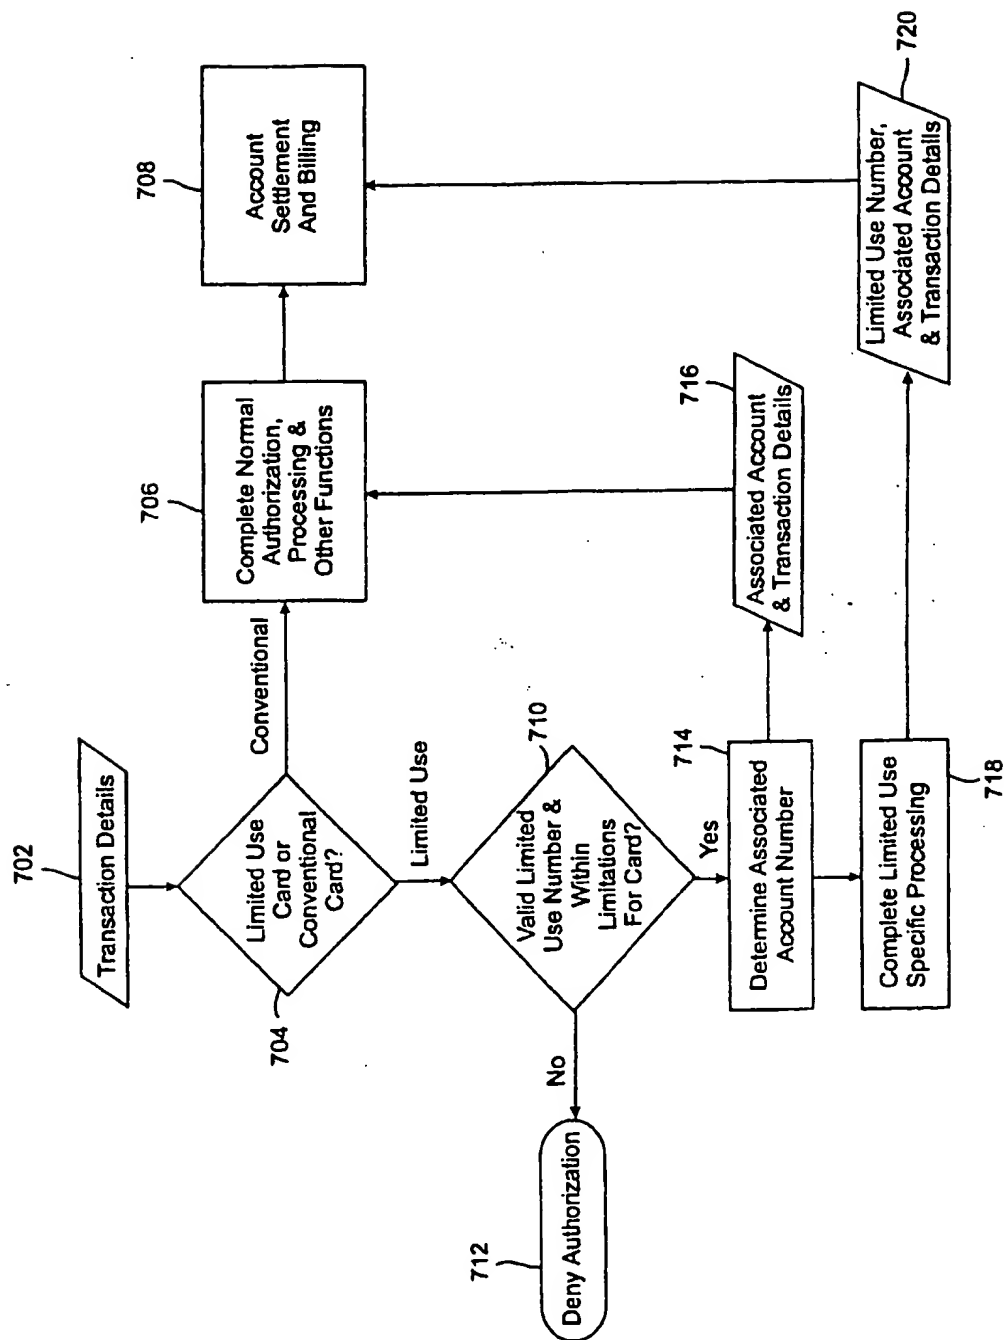 702
Transaction Details
Limited Use
Card or
Conventional
Card?
704
Conventional
706
Complete Normal
Authorization,
Processing &
Other Functions
708
Account
Settlement
And Billing
Limited Use
710
Valid Limited
Use Number &
Within
Limitations
For Card?
No
712
Deny Authorization
Yes
714
Determine Associated
Account Number
716
Associated Account
& Transaction Details
Complete Limited Use
Specific Processing
718
720
Limited Use Number,
Associated Account
& Transaction Details